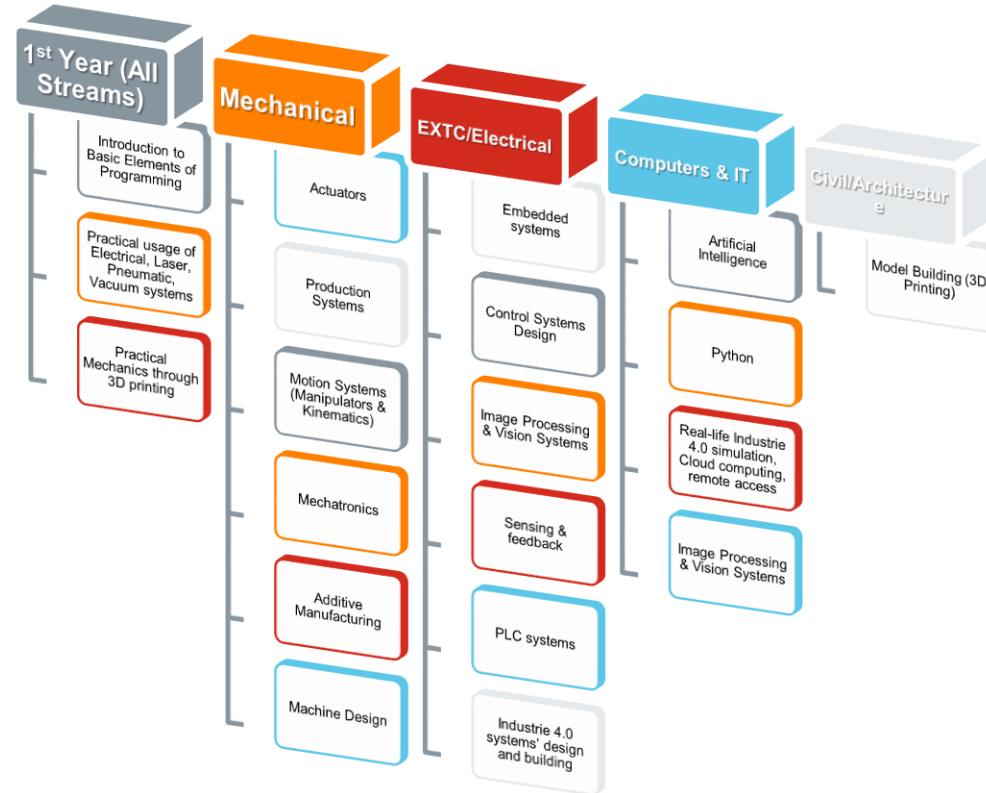 1st Year (All
Streams)
Introduction to
Basic Elements of
Programming
Practical usage of
Electrical, Laser,
Pneumatic,
Vacuum systems
Practical
Mechanics through
3D printing
Mechanical
Actuators
Production
Systems
Motion Systems
(Manipulators &
Kinematics)
Mechatronics
Additive
Manufacturing
Machine Design
EXTC/Electrical
Embedded
systems
Control Systems
Design
Image Processing
& Vision Systems
Sensing &
feedback
PLC systems
Industrie 4.0
systems' design
and building
Computers & IT
Artificial
Intelligence
Python
Real-life Industrie
4.0 simulation,
Cloud computing,
remote access
Image Processing
& Vision Systems
Civil/Architectur
e
Model Building (3D
Printing)